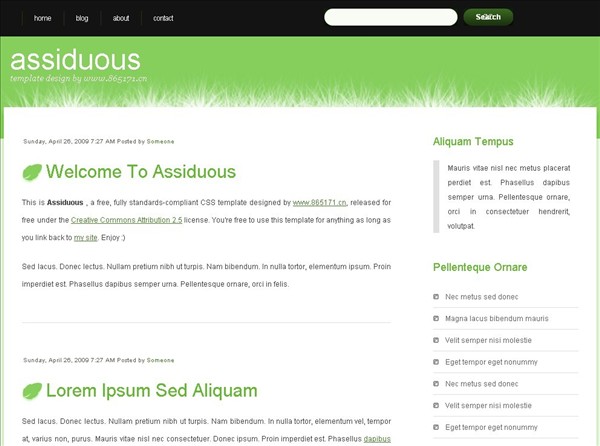 home blog about contact Search
assiduous
template design by www.865171.cn
Sunday, April 26, 2009 7:27 AM Posted by Someone
Welcome To Assiduous
This is Assiduous , a free, fully standards-compliant CSS template designed by www.865171.cn, released
for free under the Creative Commons Attribution 2.5 license. You're free to use this template for anything as long as
you link back to my site. Enjoy :)
Sed lacus. Donec lectus. Nullam pretium nibh ut turpis. Nam bibendum. In nulla tortor, elementum ipsum. Proin
imperdiet est. Phasellus dapibus semper urna. Pellentesque ornare, orci in felis.
Sunday, April 26, 2009 7:27 AM Posted by Someone
Lorem Ipsum Sed Aliquam
Sed lacus. Donec lectus. Nullam pretium nibh ut turpis. Nam bibendum. In nulla tortor, elementum vel, tempor
at, varius non, purus. Mauris vitae nisl nec consectetuer. Donec ipsum. Proin imperdiet est. Phasellus dapibus
Aliquam Tempus
Mauris vitae nisl nec metus placerat
perdiet est. Phasellus dapibus
semper urna. Pellentesque ornare,
orci in consectetuer hendrerit,
volutpat.
Pellenteque Ornare
Nec metus sed donec
Magna lacus bibendum mauris
Velit semper nisi molestie
Eget tempor eget nonummy
Nec metus sed donec
Velit semper nisi molestie
Eget tempor eget nonummy